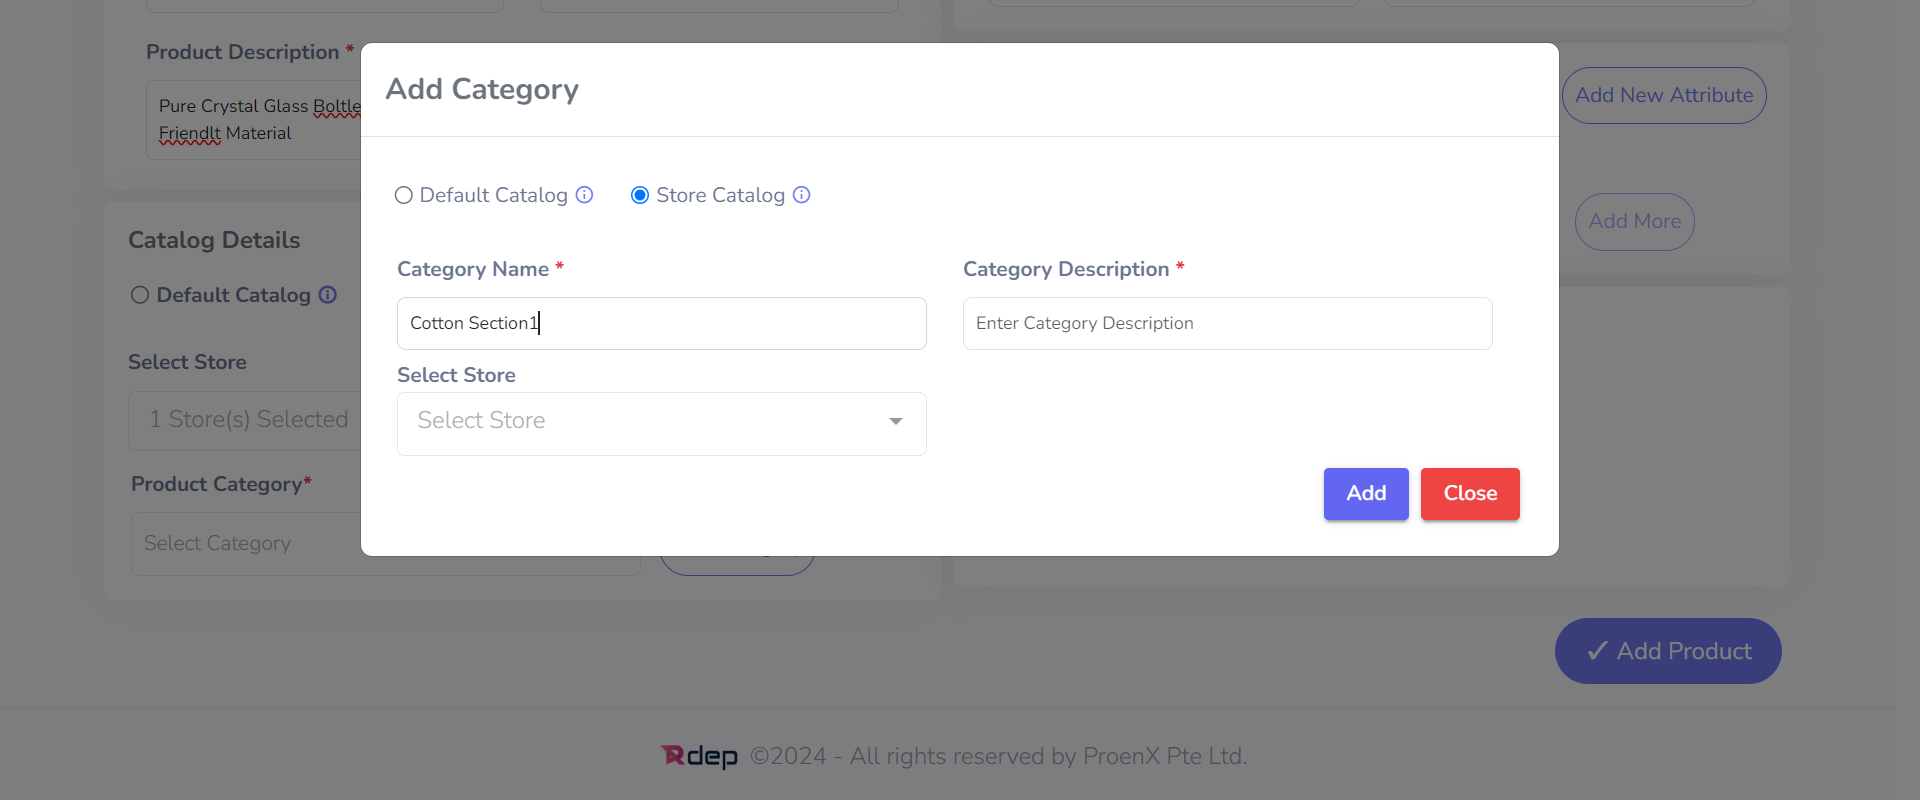 Product Description *
Pure Crystal Glass Boltle
Friendlt Material
Add Category
Add New Attribute
Default Catalog
Store Catalog
Add More
Catalog Details
Default Catalog
Category Name *
Category Description *
Cotton Section1
Enter Category Description
Select Store
Select Store
1 Store(s) Selected
Select Store
Product Category*
Add
Close
Select Category
✓ Add Product
Rdep ©2024 - All rights reserved by ProenX Pte Ltd.